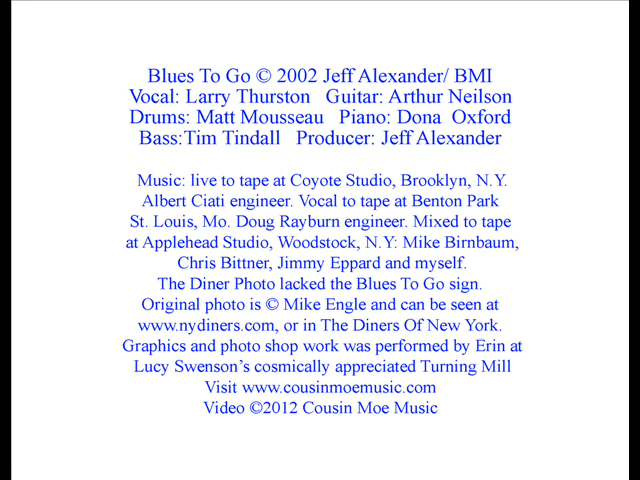 Blues To Go © 2002 Jeff Alexander/ BMI
Vocal: Larry Thurston   Guitar: Arthur Neilson
Drums: Matt Mousseau   Piano: Dona  Oxford
Bass:Tim Tindall   Producer: Jeff Alexander
Music: live to tape at Coyote Studio, Brooklyn, N.Y.
Albert Ciati engineer. Vocal to tape at Benton Park
St. Louis, Mo. Doug Rayburn engineer. Mixed to tape
at Applehead Studio, Woodstock, N.Y: Mike Birnbaum,
Chris Bittner, Jimmy Eppard and myself.
The Diner Photo lacked the Blues To Go sign.
Original photo is © Mike Engle and can be seen at
www.nydiners.com, or in The Diners Of New York.
Graphics and photo shop work was performed by Erin at
Lucy Swenson’s cosmically appreciated Turning Mill
Visit www.cousinmoemusic.com
Video ©2012 Cousin Moe Music